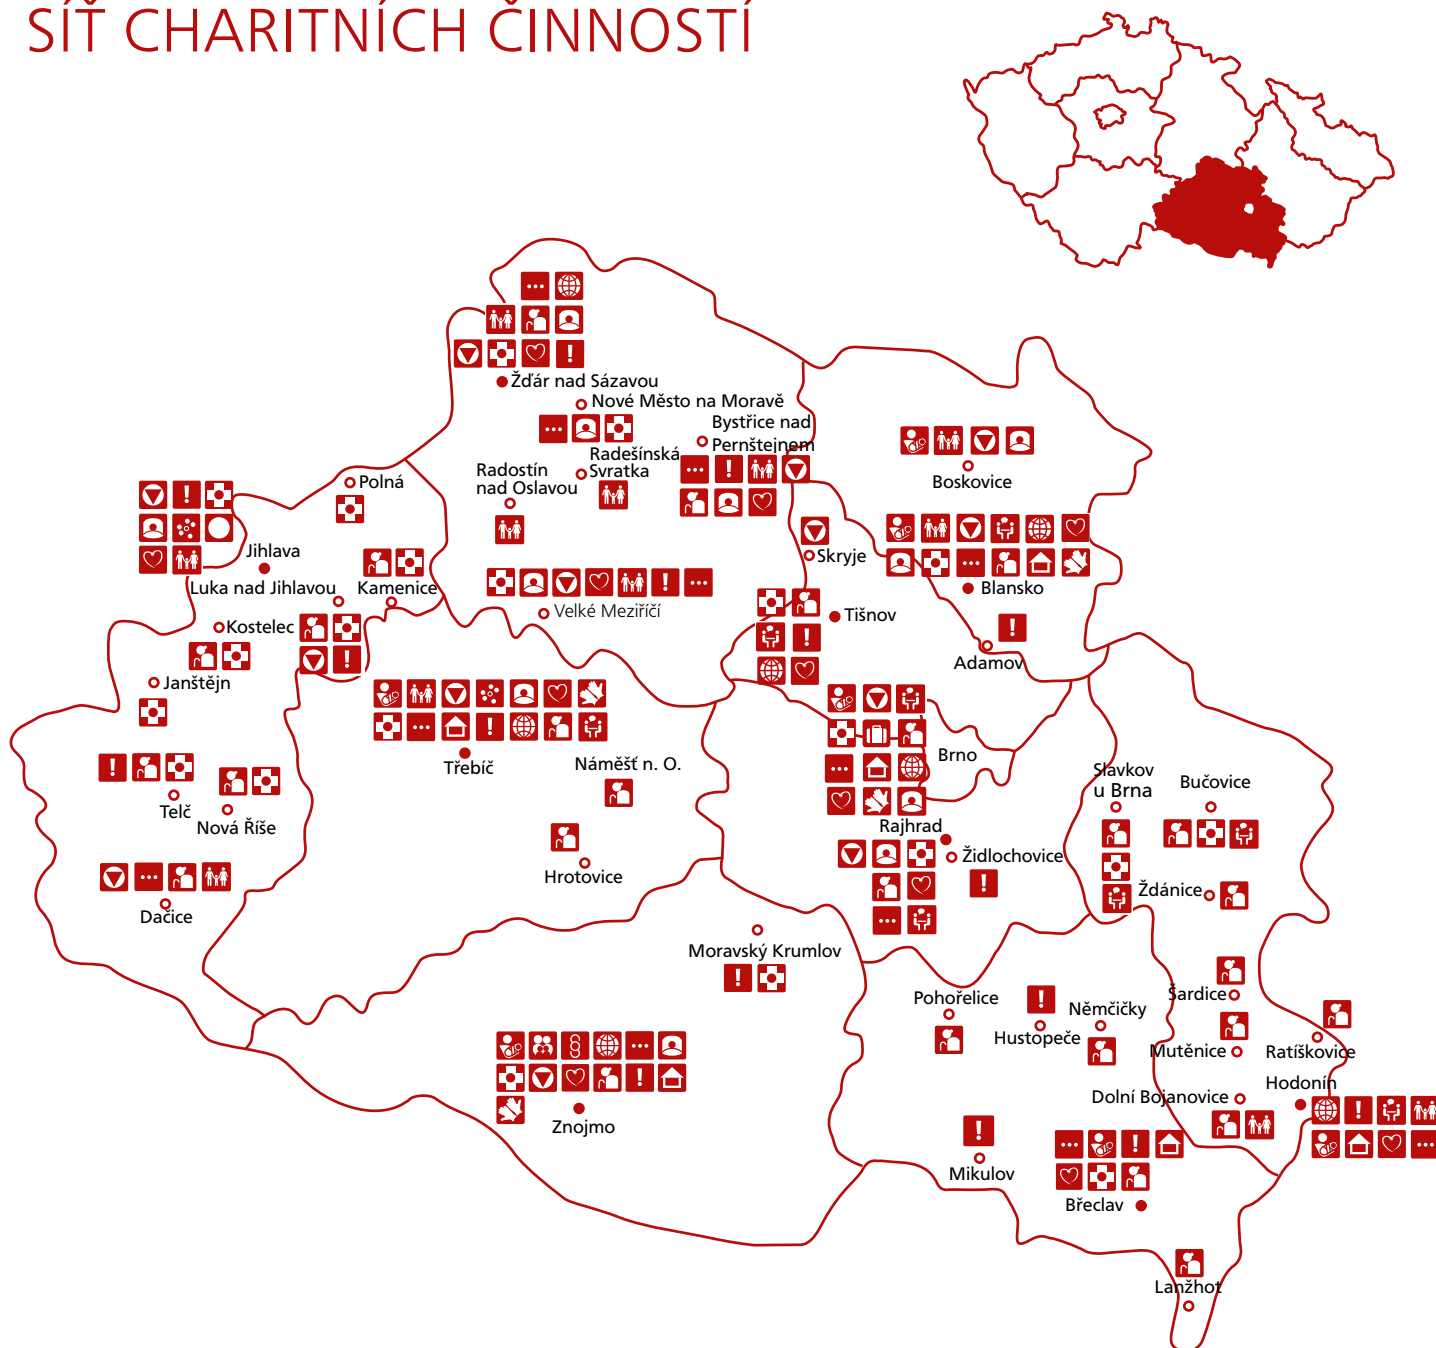 SÍŤ CHARITNÍCH ČINNOSTÍ
Žďár nad Sázavou
Nové Město na Moravě
Bystřice nad
Pernštejnem
Radešínská
Svratka
Radostín
nad Oslavou
Polná
Boskovice
Jihlava
Skryje
Luka nad Jihlavou
Kamenice
Velké Meziříčí
Blansko
Tišnov
Kostelec
Adamov
Janštějn
Třebíč
Náměšť n. O.
Brno
Slavkov
u Brna
Bučovice
Telč
Nová Říše
Rajhrad
Židlochovice
Hrotovice
Ždánice
Dačice
Moravský Krumlov
Pohořelice
Šardice
Hustopeče
Němčičky
Mutěnice
Ratíškovice
Hodonín
Dolní Bojanovice
Znojmo
Mikulov
Břeclav
Lanžhot